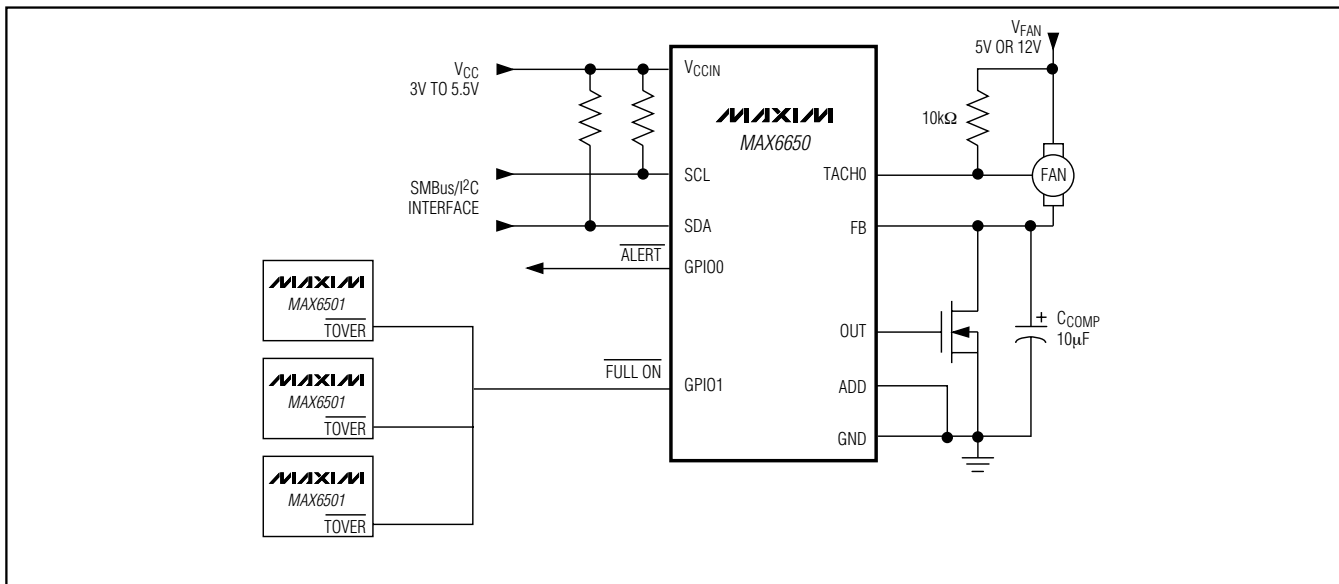 VCC
3V TO 5.5V
SMBus/I2C
INTERFACE
ALERT
FULL ON
MAXIM
MAX6501
TOVER
MAXIM
MAX6501
TOVER
MAXIM
MAX6501
TOVER
VCCIN
MAXIM
MAX6650
SCL
SDA
GPIO0
GPIO1
TACH0
FB
OUT
ADD
GND
VFAN
5V OR 12V
10kΩ
FAN
+
CCOMP
10µF